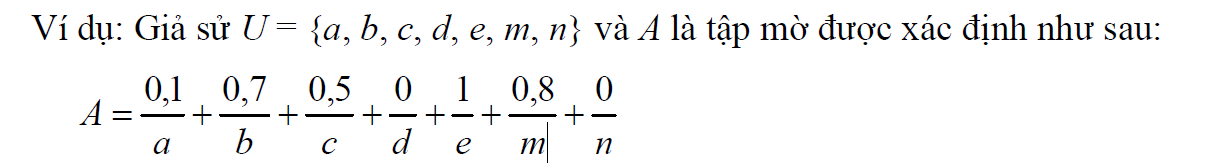 Ví dụ: Giả sử U = {a, b, c, d, e, m, n} và A là tập mờ được xác định như sau:
A = 0,1/a + 0,7/b + 0,5/c + 0/d + 1/e + 0,8/m + 0/n